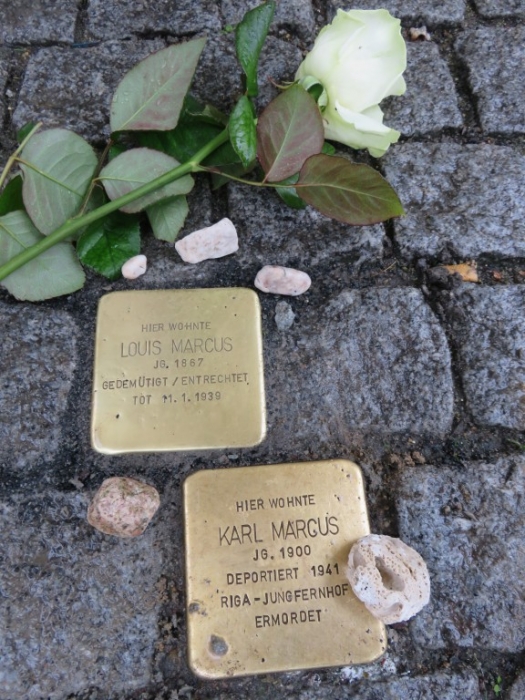 HIER WOHNTE
LOUIS MARCUS
JG. 1867
GEDEMÜTIGT / ENTRECHTET
TOT 11.1.1939
HIER WOHNTE
KARL MARCUS
JG. 1900
DEPORTIERT 1941
RIGA-JUNGFERNHOF
ERMORDET